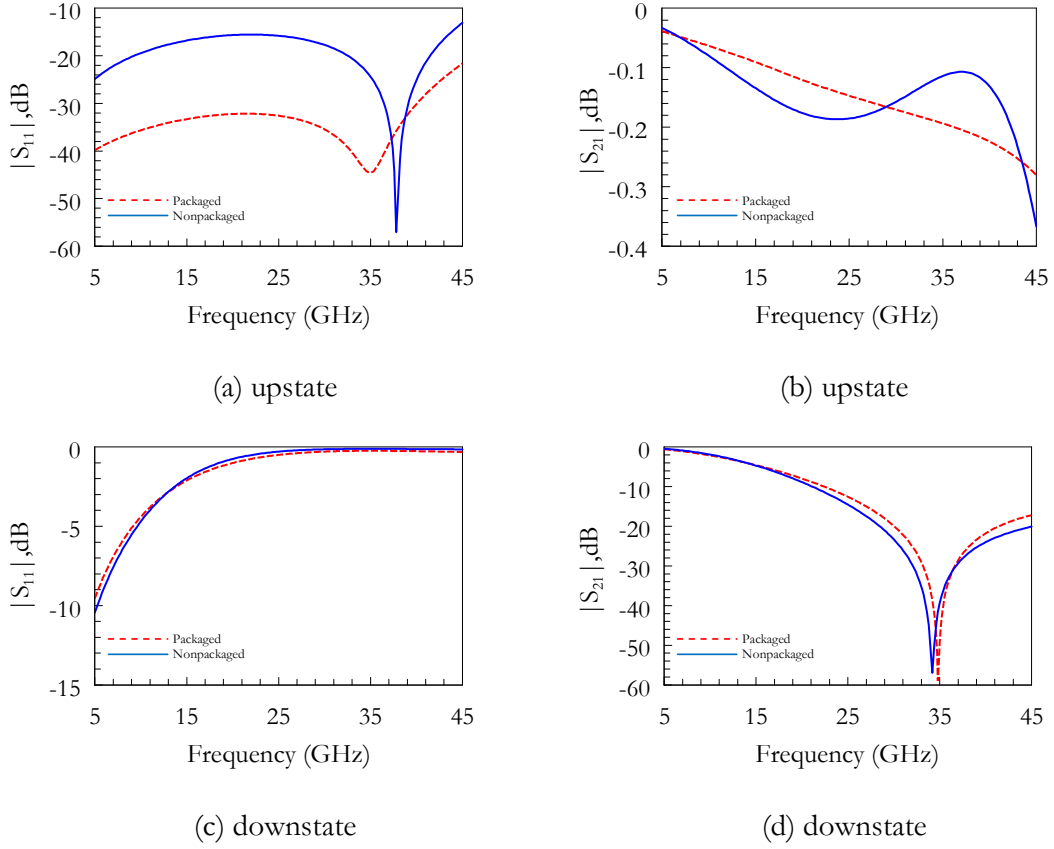 -10
-20
-30
-40
-50
-60
|S11|,dB
Packaged
Nonpackaged
5 15 25 35 45
Frequency (GHz)
(a) upstate
0
-0.1
-0.2
-0.3
-0.4
|S21|,dB
Packaged
Nonpackaged
5 15 25 35 45
Frequency (GHz)
(b) upstate
0
-5
-10
-15
|S11|,dB
Packaged
Nonpackaged
5 15 25 35 45
Frequency (GHz)
(c) downstate
0
-10
-20
-30
-40
-50
-60
|S21|,dB
Packaged
Nonpackaged
5 15 25 35 45
Frequency (GHz)
(d) downstate